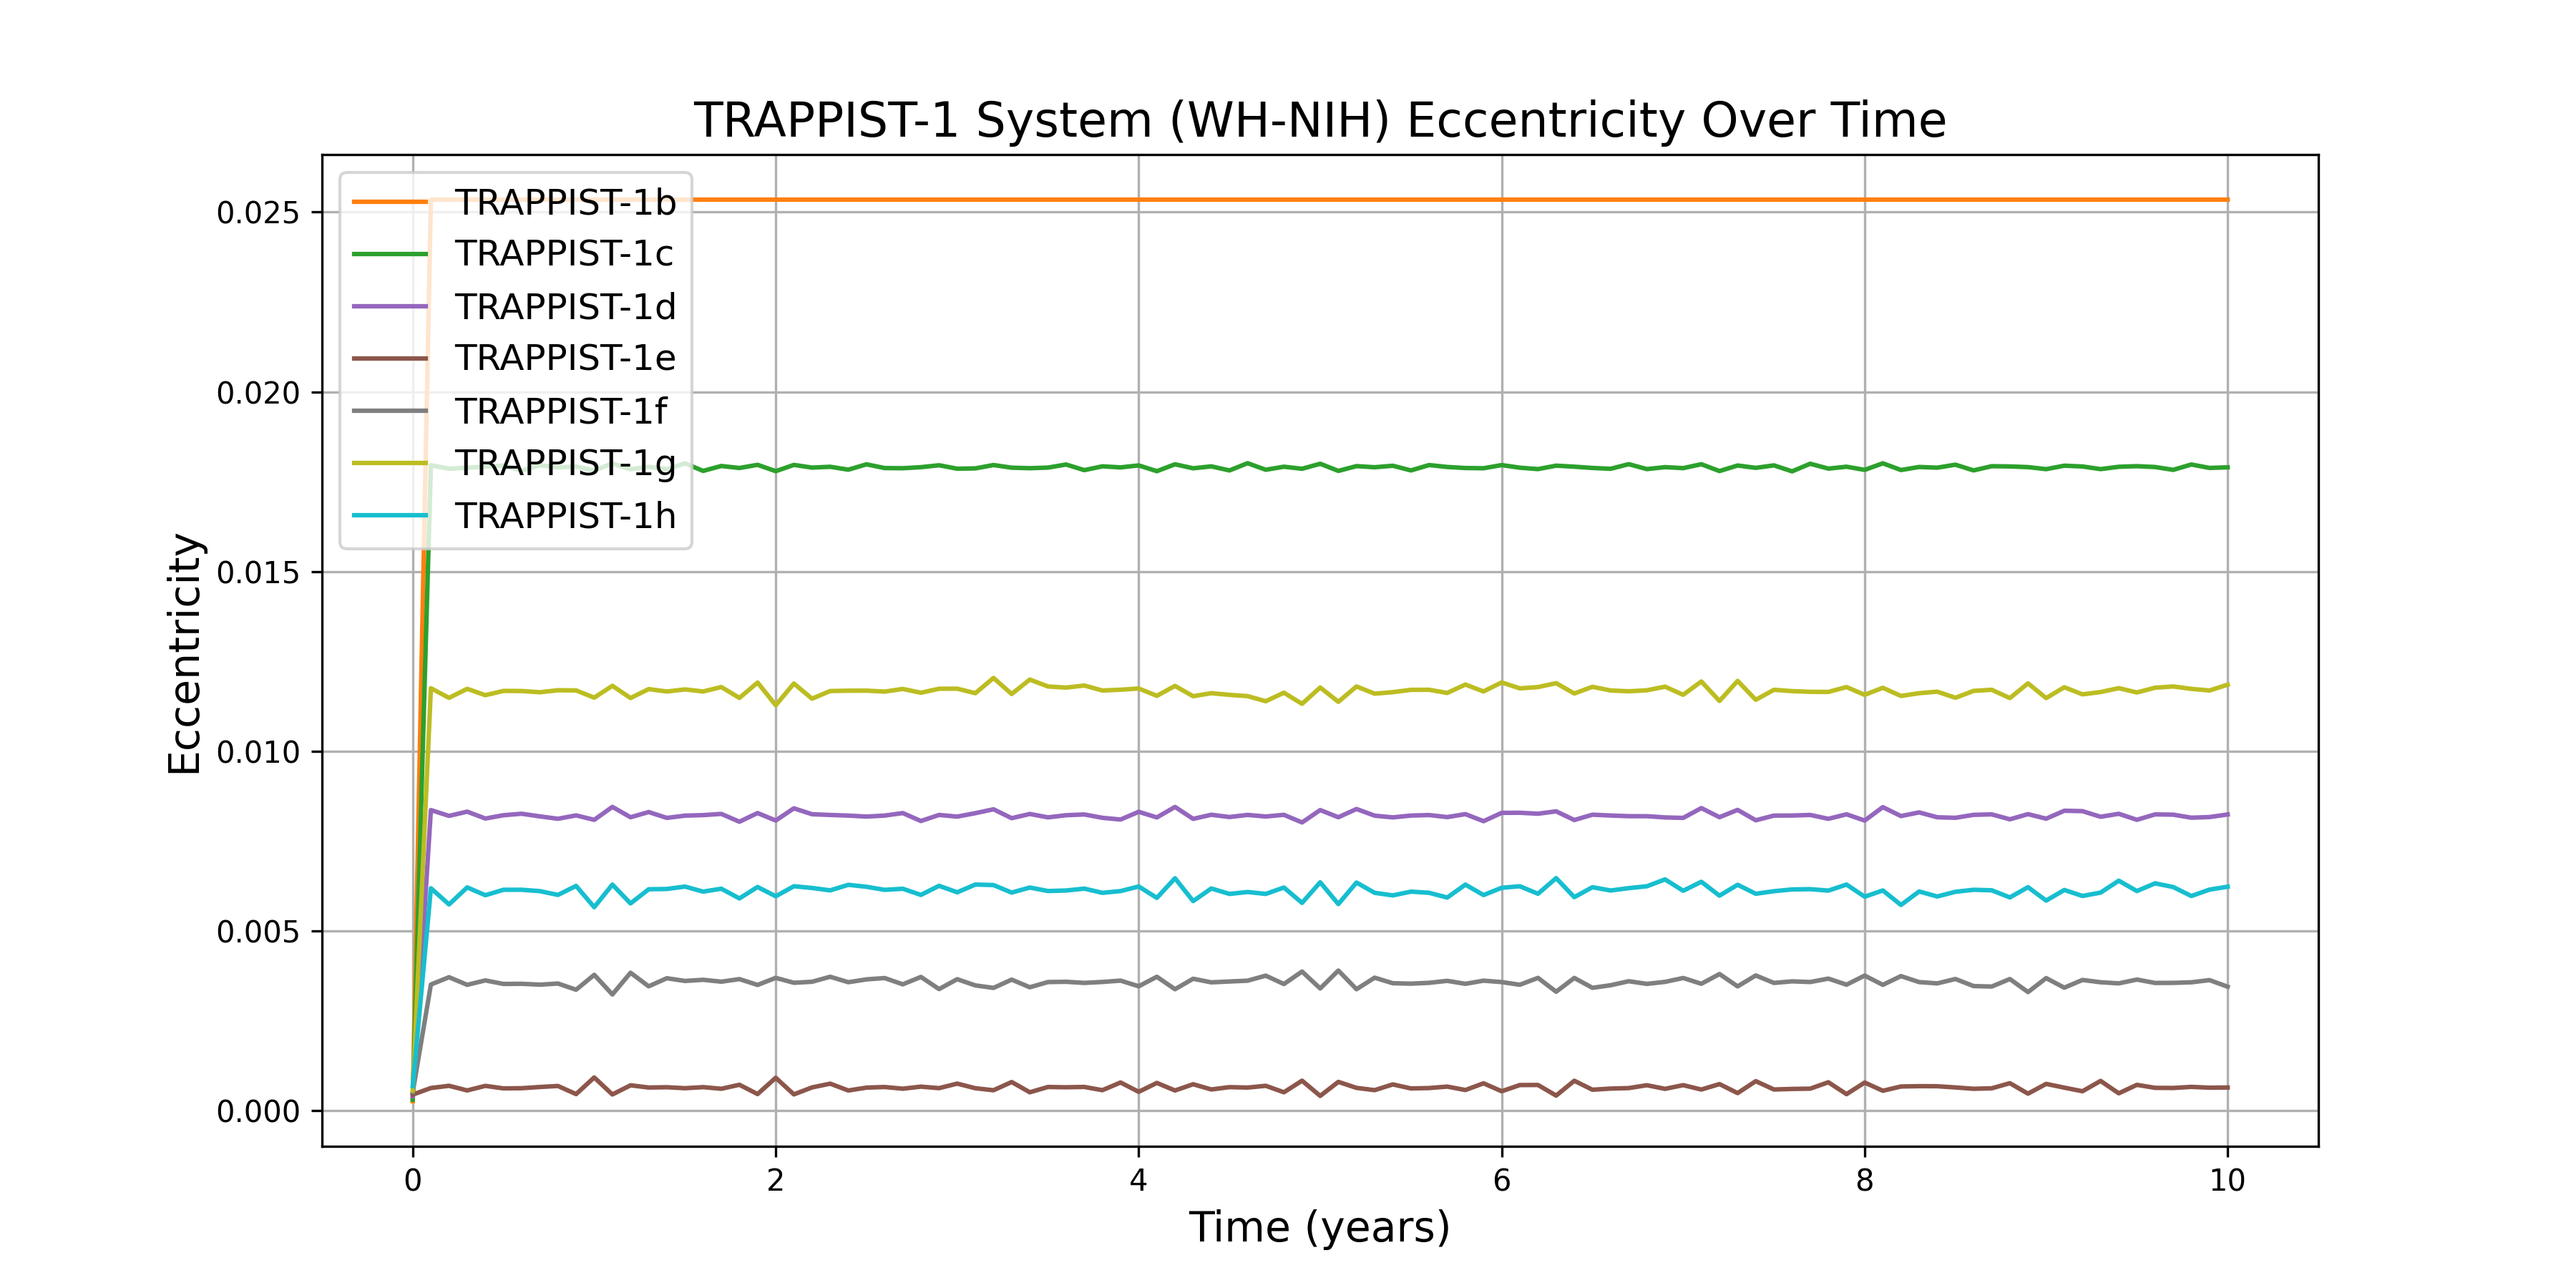 TRAPPIST-1 System (WH-NIH) Eccentricity Over Time
TRAPPIST-1b
TRAPPIST-1c
TRAPPIST-1d
TRAPPIST-1e
TRAPPIST-1f
TRAPPIST-1g
TRAPPIST-1h
Eccentricity
0.025
0.020
0.015
0.010
0.005
0.000
0 2 4 6 8 10
Time (years)